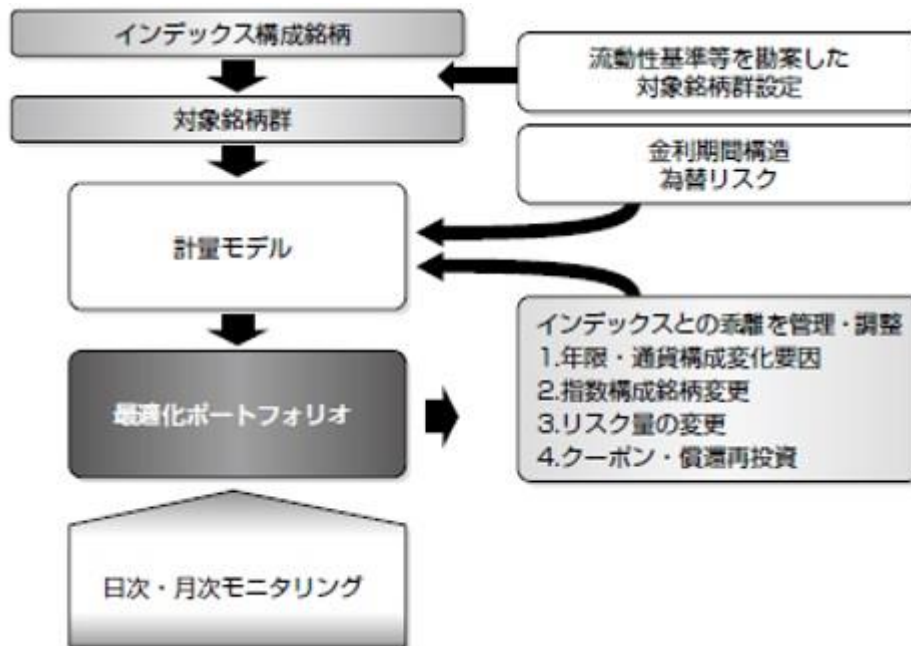 インデックス構成銘柄
流動性基準等を勘案した
対象銘柄群設定
対象銘柄群
金利期間構造
為替リスク
計量モデル
インデックスとの乖離を管理・調整
1.年限・通貨構成変化要因
2.指数構成銘柄変更
3.リスク量の変更
4.クーポン・償還再投資
最適化ポートフォリオ
日次・月次モニタリング